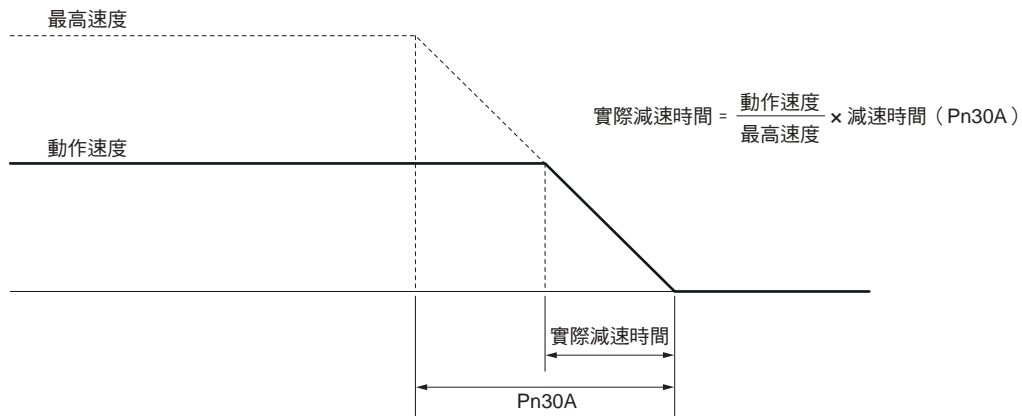 最高速度
動作速度
實際減速時間 = 動作速度 / 最高速度 × 減速時間（Pn30A）
實際減速時間
Pn30A